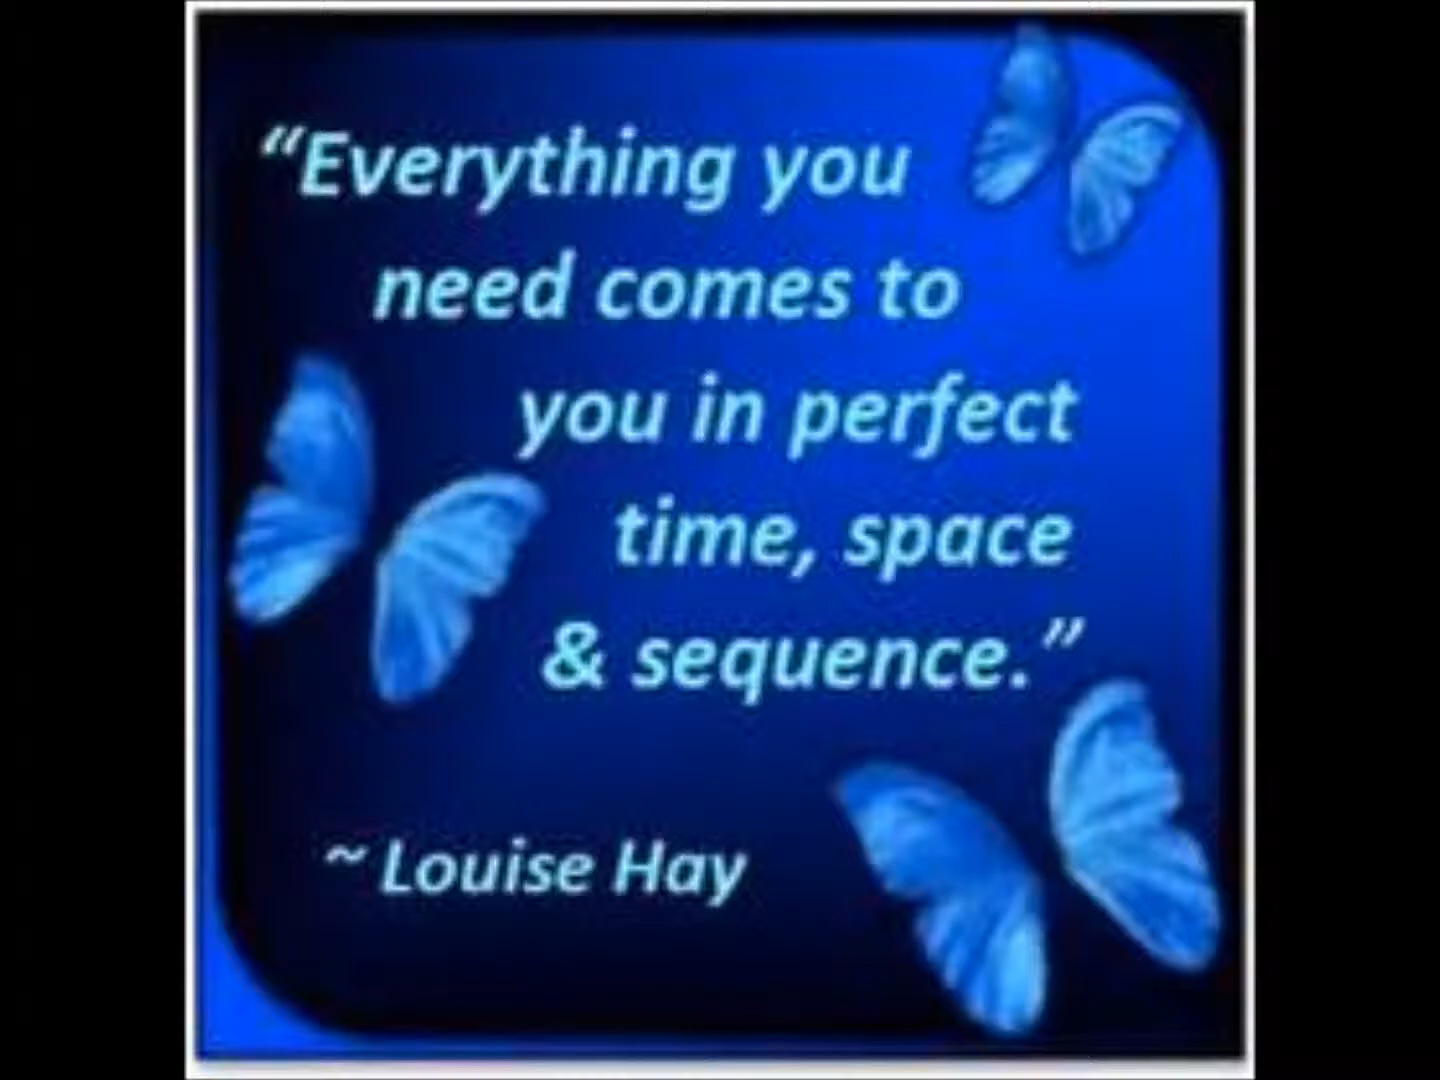 “Everything you
need comes to
you in perfect
time, space
& sequence.”
~ Louise Hay